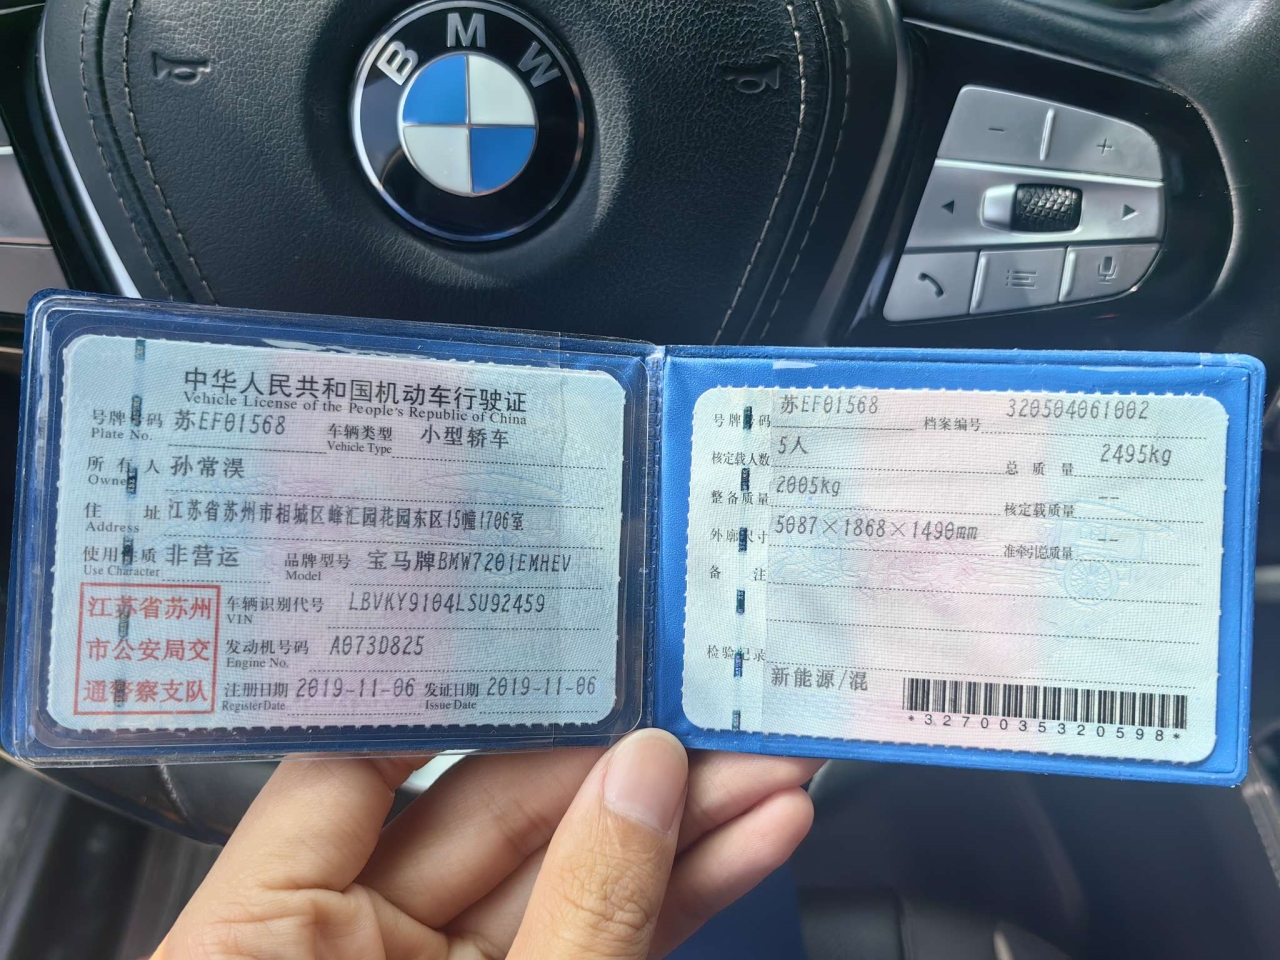 BMW
中华人民共和国机动车行驶证
Vehicle License of the People's Republic of China
号牌号码 苏EF01568 车辆类型 小型轿车
Plate No. Vehicle Type
所有人 孙常淏
Owner
住址 江苏省苏州市相城区峰汇园花园东区15幢1706室
Address
使用性质 非营运 品牌型号 宝马牌BMW7201EMHEV
Use Character Model
江苏省苏州
市公安局交
通警察支队
车辆识别代号 LBVKY9104LSU92459
VIN
发动机号码 A073D825
Engine No.
注册日期 2019-11-06 发证日期 2019-11-06
Register Date Issue Date
号牌号码 苏EF01568 档案编号 320504061002
核定载人数 5人 总质量 2495kg
整备质量 2005kg 核定载质量 --
外廓尺寸 5087×1868×1490mm 准牵引总质量 --
备注
检验记录
新能源/混
*3270035320598*